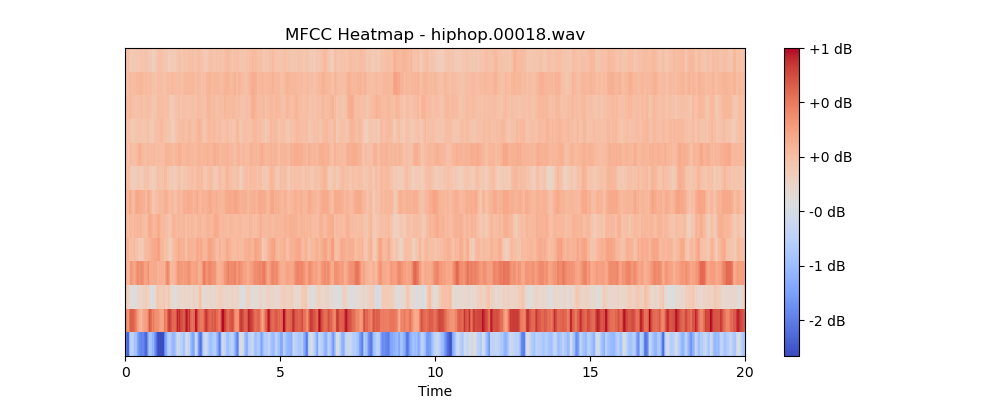 MFCC Heatmap - hiphop.00018.wav
+1 dB
+0 dB
+0 dB
-0 dB
-1 dB
-2 dB
0 5 10 15 20
Time